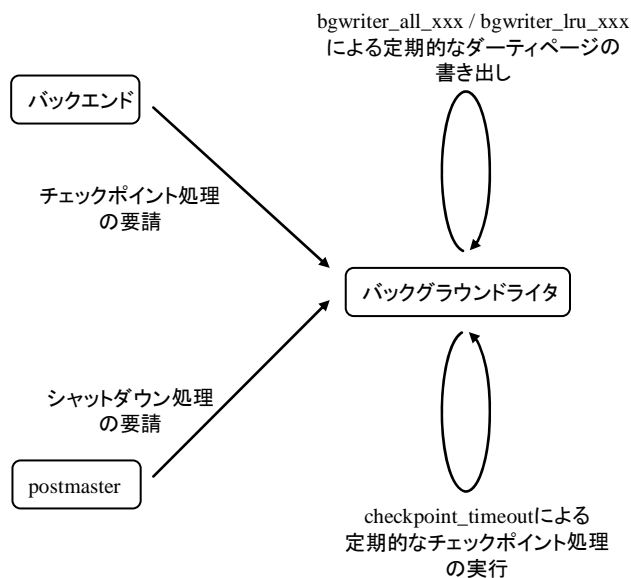 bgwriter_all_xxx / bgwriter_lru_xxx
による定期的なダーティページの
書き出し
バックエンド
チェックポイント処理
の要請
バックグラウンドライタ
シャットダウン処理
の要請
postmaster
checkpoint_timeoutによる
定期的なチェックポイント処理
の実行